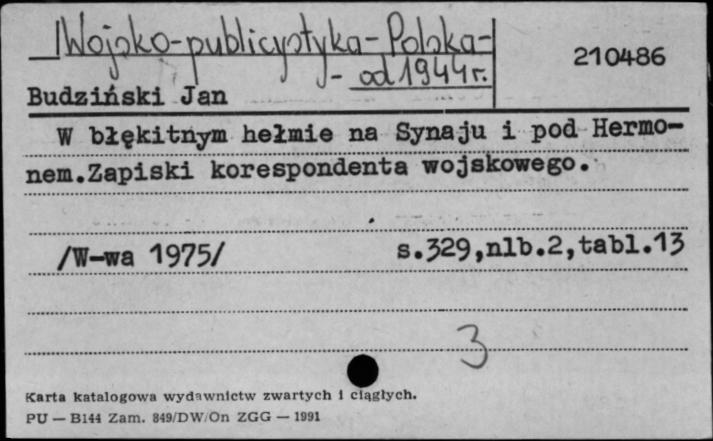 Wojsko-publicystyka-Polska-
- od 1944 r.
210486
Budziński Jan
W błękitnym hełmie na Synaju i pod Hermo-
nem.Zapiski korespondenta wojskowego.
/W-wa 1975/ s.329,nlb.2,tabl.13
3
Karta katalogowa wydawnictw zwartych i ciągłych.
PU — B144 Zam. 849/DW/On ZGG — 1991